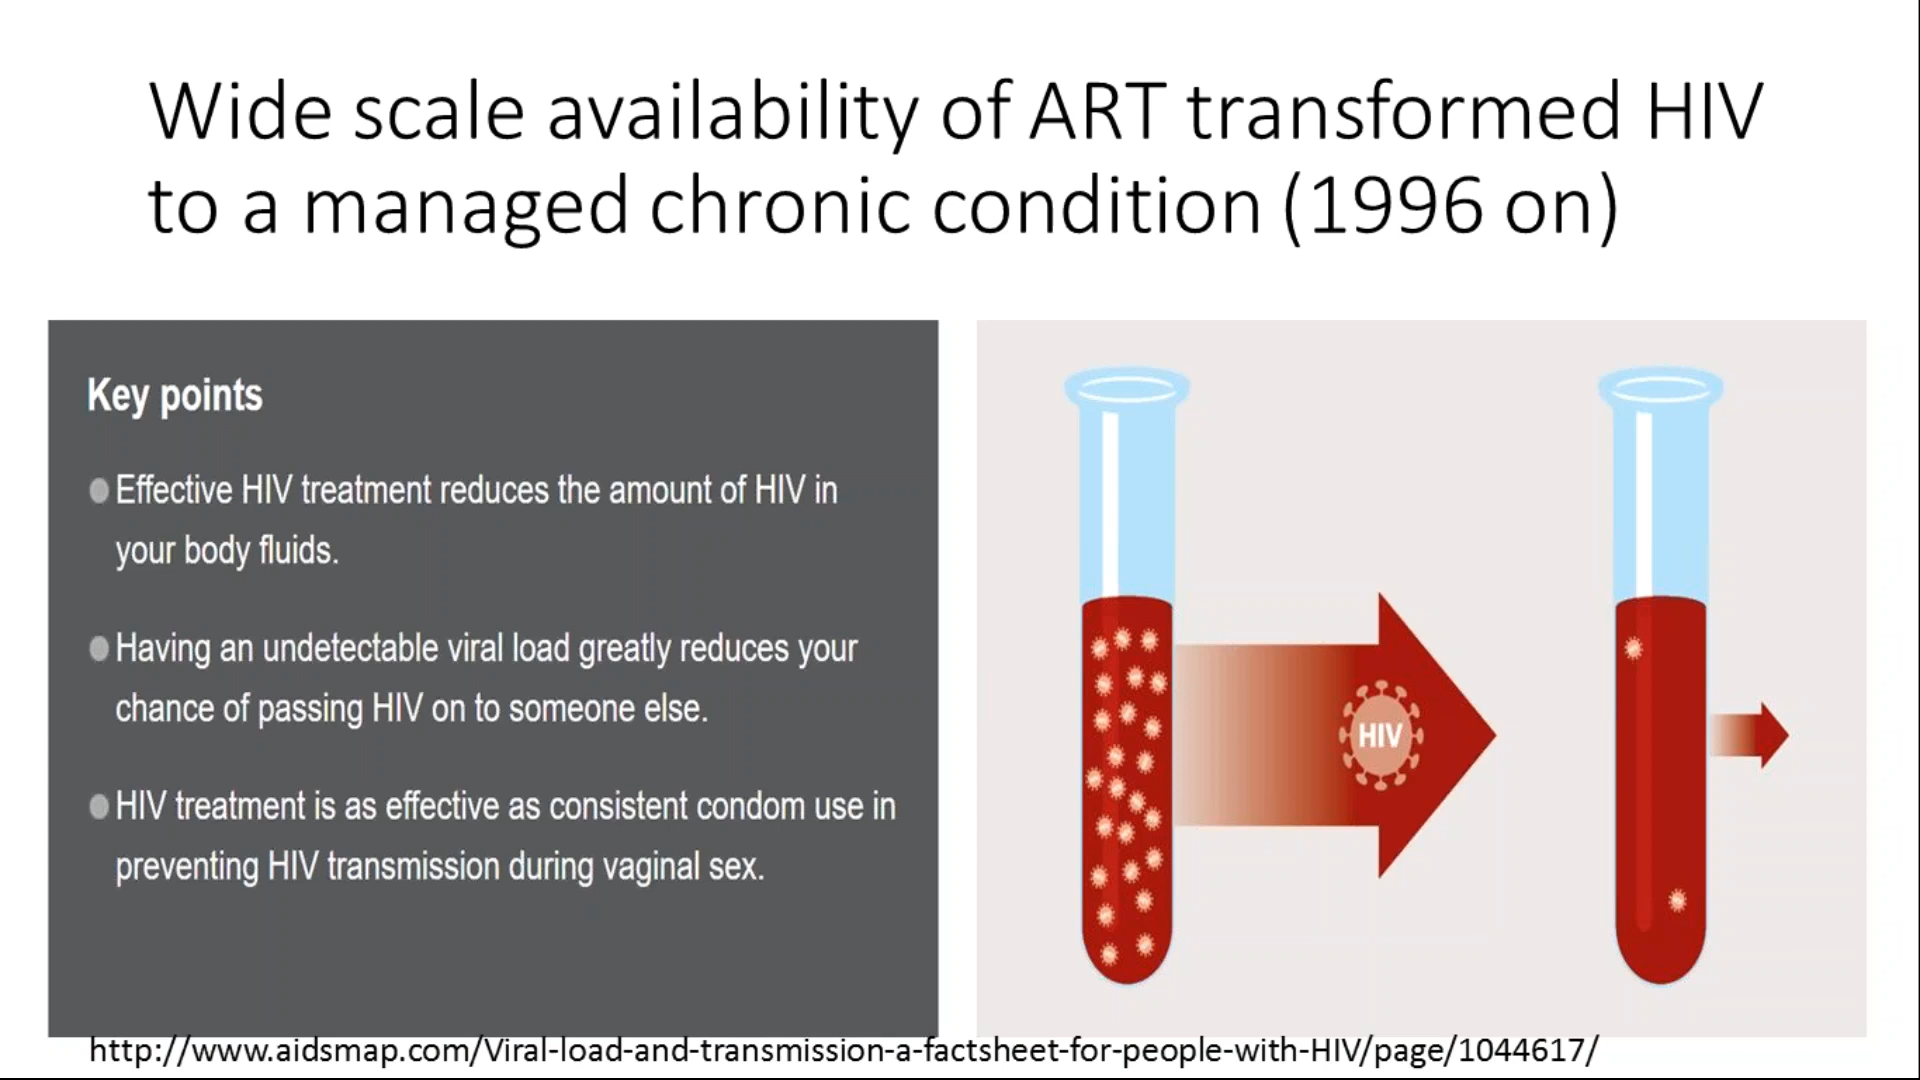 Wide scale availability of ART transformed HIV
to a managed chronic condition (1996 on)
Key points
Effective HIV treatment reduces the amount of HIV in
your body fluids.
Having an undetectable viral load greatly reduces your
chance of passing HIV on to someone else.
HIV treatment is as effective as consistent condom use in
preventing HIV transmission during vaginal sex.
HIV
http://www.aidsmap.com/Viral-load-and-transmission-a-factsheet-for-people-with-HIV/page/1044617/